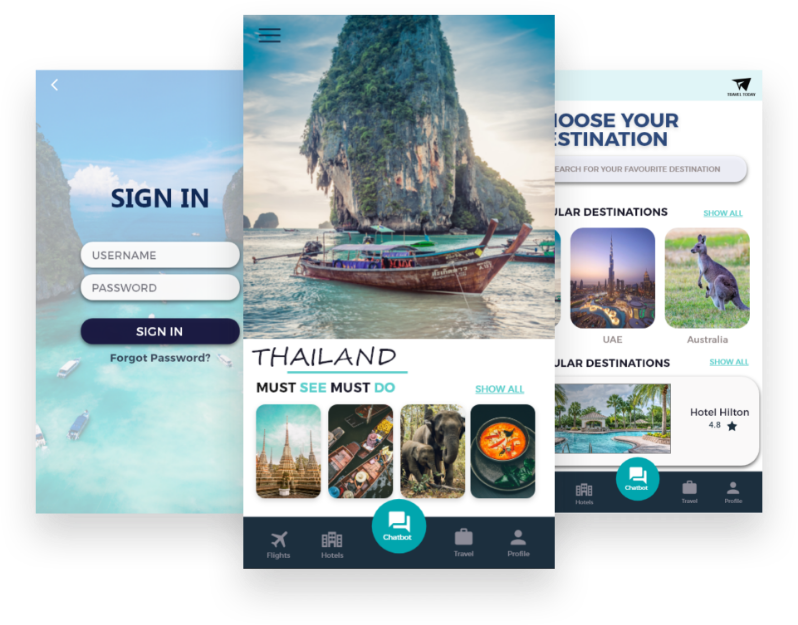 SIGN IN
USERNAME
PASSWORD
SIGN IN
Forgot Password?
THAILAND
MUST SEE MUST DO
SHOW ALL
Flights
Hotels
Chatbot
Travel
Profile
TRAVEL TODAY
HOOSE YOUR
ESTINATION
EARCH FOR YOUR FAVOURITE DESTINATION
ULAR DESTINATIONS
SHOW ALL
UAE
Australia
ULAR DESTINATIONS
SHOW ALL
Hotel Hilton
4.8
Hotels
Chatbot
Travel
Profile